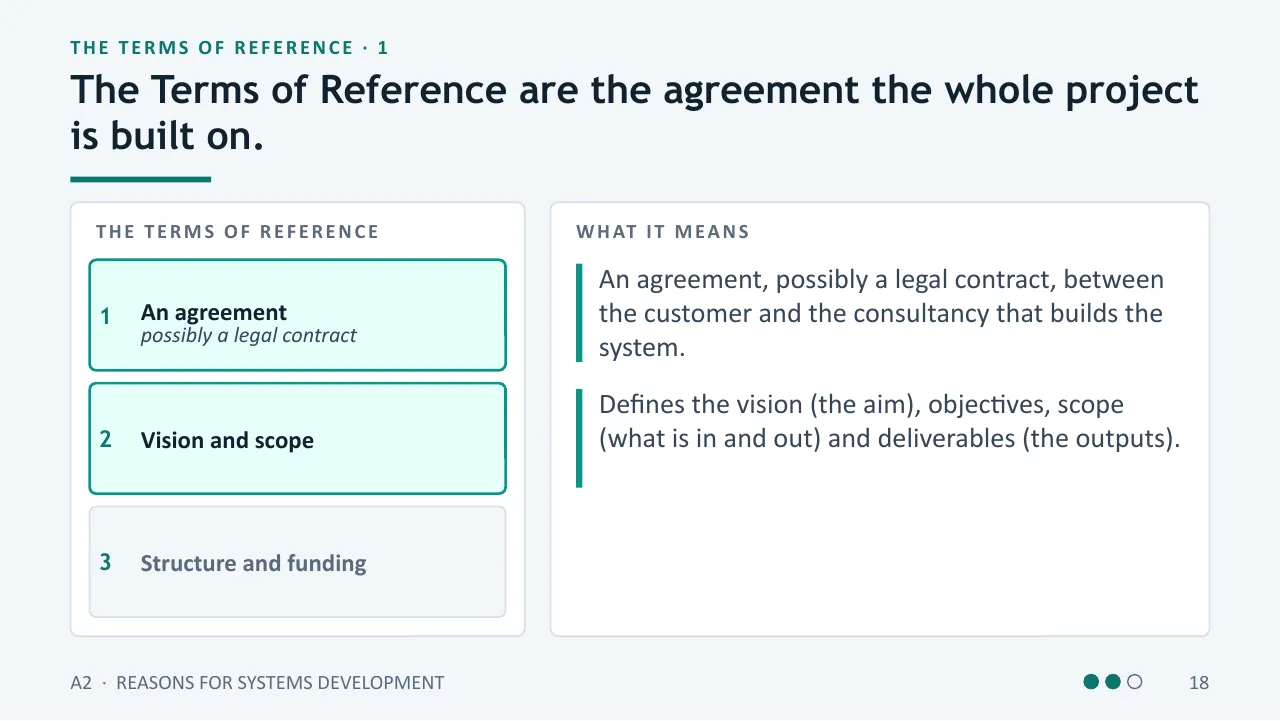 THE TERMS OF REFERENCE · 1
The Terms of Reference are the agreement the whole project
is built on.
THE TERMS OF REFERENCE
1
An agreement
possibly a legal contract
2
Vision and scope
3
Structure and funding
WHAT IT MEANS
An agreement, possibly a legal contract, between
the customer and the consultancy that builds the
system.
Defines the vision (the aim), objectives, scope
(what is in and out) and deliverables (the outputs).
A2 · REASONS FOR SYSTEMS DEVELOPMENT
18